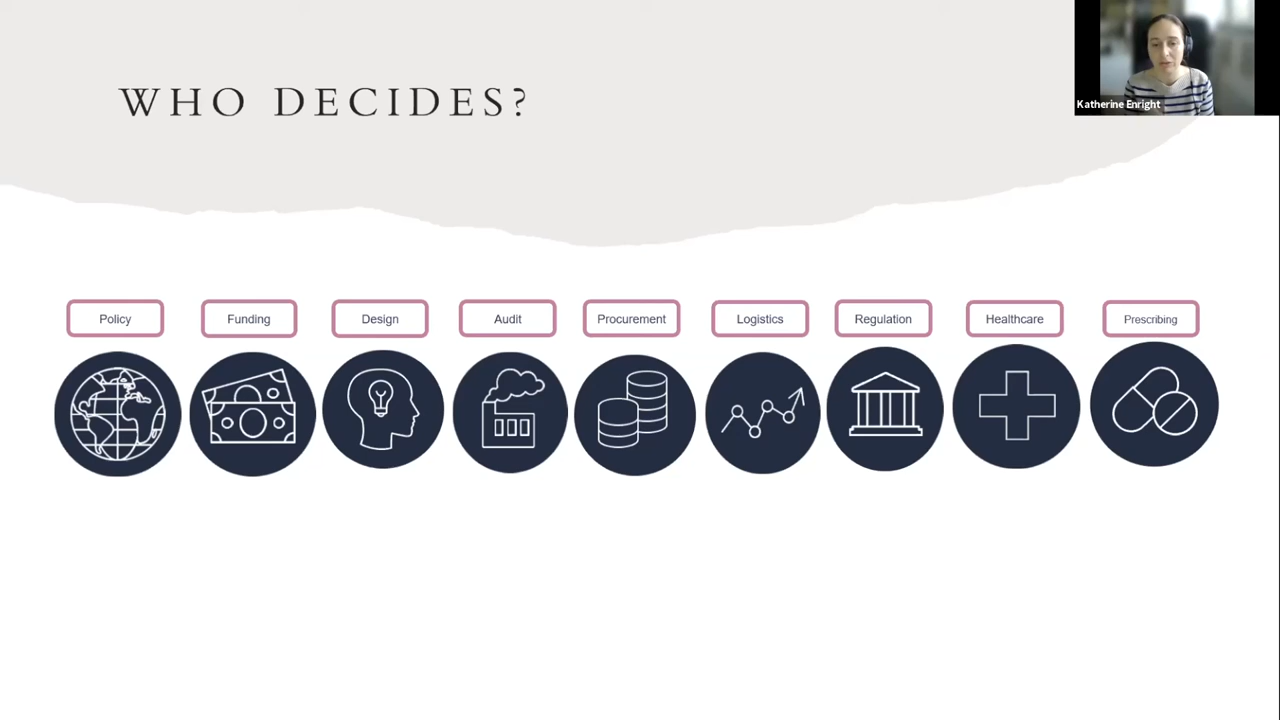 WHO DECIDES?
Katherine Enright
Policy
Funding
Design
Audit
Procurement
Logistics
Regulation
Healthcare
Prescribing